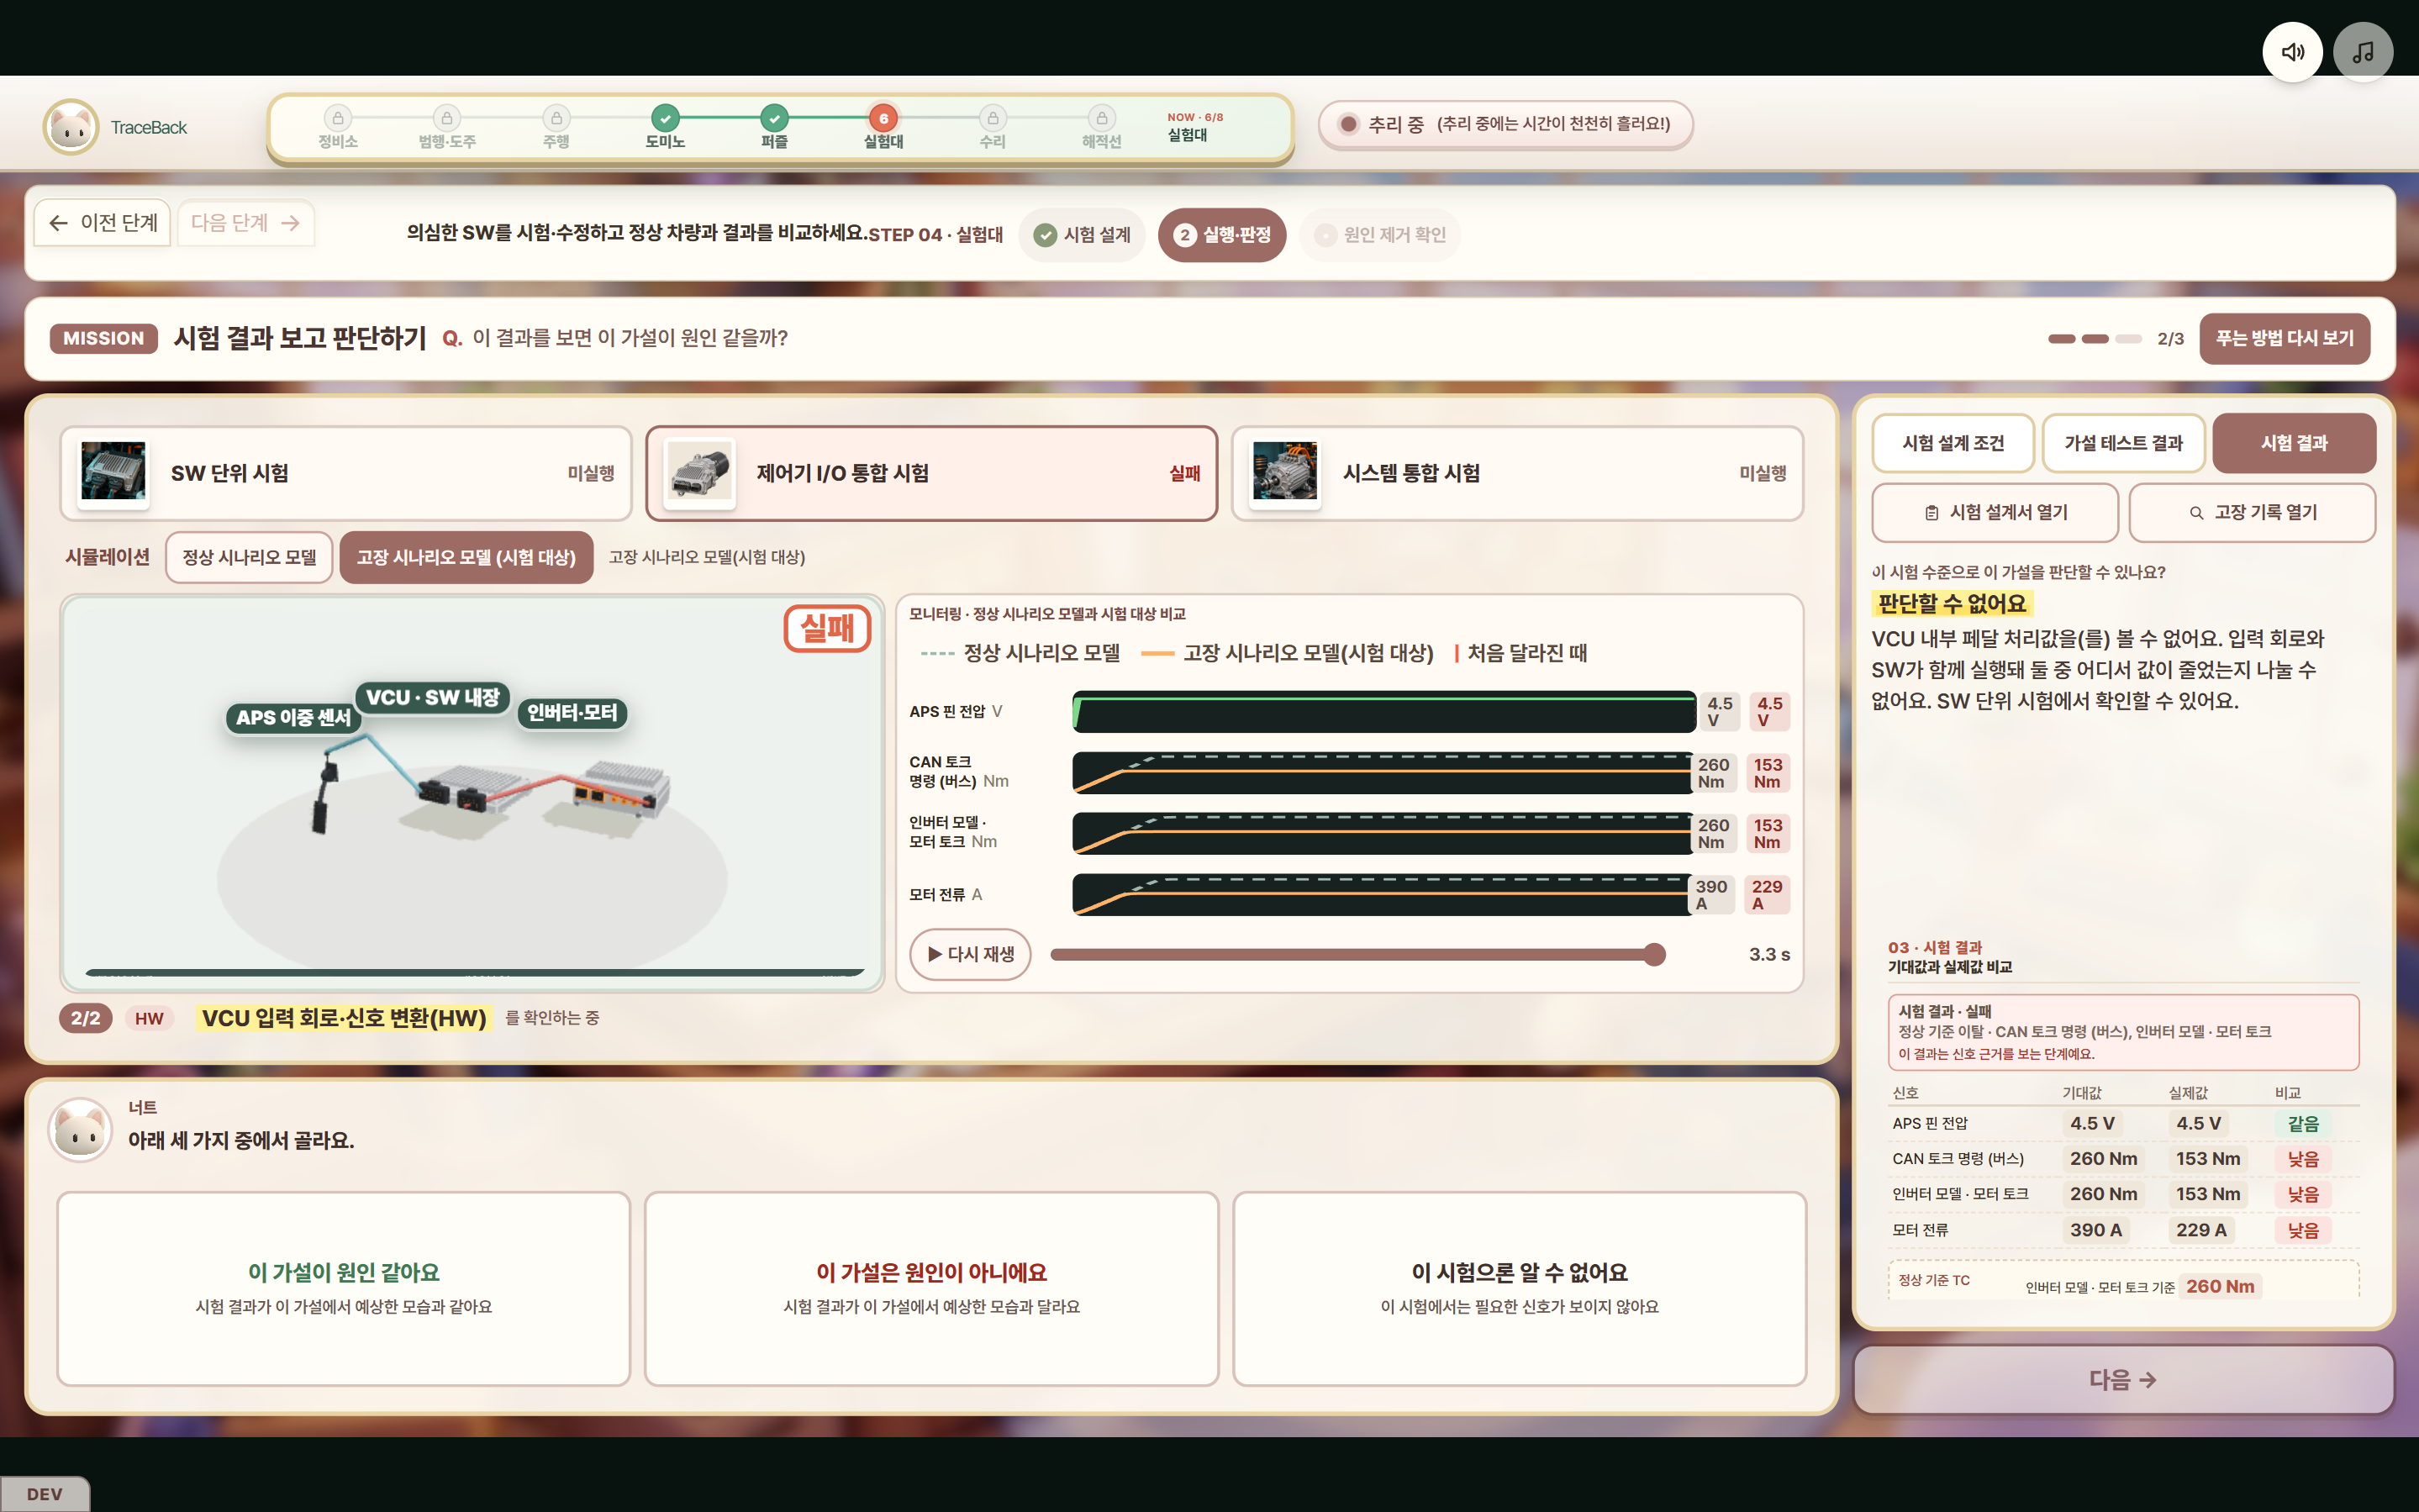 TraceBack
정비소
범행·도주
주행
도미노
퍼즐
6
실험대
수리
해적선
NOW · 6/8
실험대
추리 중 (추리 중에는 시간이 천천히 흘러요!)
← 이전 단계
다음 단계 →
의심한 SW를 시험·수정하고 정상 차량과 결과를 비교하세요.STEP 04 · 실험대
시험 설계
2 실행·판정
원인 제거 확인
MISSION 시험 결과 보고 판단하기 Q. 이 결과를 보면 이 가설이 원인 같을까?
2/3
푸는 방법 다시 보기
SW 단위 시험 미실행
제어기 I/O 통합 시험 실패
시스템 통합 시험 미실행
시뮬레이션 정상 시나리오 모델 고장 시나리오 모델 (시험 대상) 고장 시나리오 모델(시험 대상)
실패
APS 이중 센서
VCU · SW 내장
인버터·모터
모니터링 · 정상 시나리오 모델과 시험 대상 비교
정상 시나리오 모델 고장 시나리오 모델(시험 대상) 처음 달라진 때
APS 핀 전압 V
4.5 V
4.5 V
CAN 토크
명령 (버스) Nm
260 Nm
153 Nm
인버터 모델 ·
모터 토크 Nm
260 Nm
153 Nm
모터 전류 A
390 A
229 A
▶ 다시 재생
3.3 s
2/2 HW VCU 입력 회로·신호 변환(HW) 를 확인하는 중
너트
아래 세 가지 중에서 골라요.
이 가설이 원인 같아요
시험 결과가 이 가설에서 예상한 모습과 같아요
이 가설은 원인이 아니에요
시험 결과가 이 가설에서 예상한 모습과 달라요
이 시험으론 알 수 없어요
이 시험에서는 필요한 신호가 보이지 않아요
시험 설계 조건
가설 테스트 결과
시험 결과
시험 설계서 열기
고장 기록 열기
이 시험 수준으로 이 가설을 판단할 수 있나요?
판단할 수 없어요
VCU 내부 페달 처리값을(를) 볼 수 없어요. 입력 회로와
SW가 함께 실행돼 둘 중 어디서 값이 줄었는지 나눌 수
없어요. SW 단위 시험에서 확인할 수 있어요.
03 · 시험 결과
기대값과 실제값 비교
시험 결과 · 실패
정상 기준 이탈 · CAN 토크 명령 (버스), 인버터 모델 · 모터 토크
이 결과는 신호 근거를 보는 단계예요.
신호 기대값 실제값 비교
APS 핀 전압 4.5 V 4.5 V 같음
CAN 토크 명령 (버스) 260 Nm 153 Nm 낮음
인버터 모델 · 모터 토크 260 Nm 153 Nm 낮음
모터 전류 390 A 229 A 낮음
정상 기준 TC 인버터 모델 · 모터 토크 기준 260 Nm
다음 →
DEV